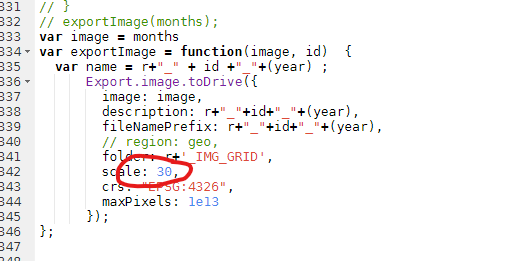 331 // }
332 // exportImage(months);
333 var image = months
334 var exportImage = function(image, id)  {
335   var name = r+"_" + id +"_"+(year) ;
336       Export.image.toDrive({
337         image: image,
338         description: r+"_"+id+"_"+(year),
339         fileNamePrefix: r+"_"+id+"_"+(year),
340         // region: geo,
341         folder: r+'_IMG_GRID',
342         scale: 30,
343         crs: "EPSG:4326",
344         maxPixels: 1e13
345       });
346 };
347
348